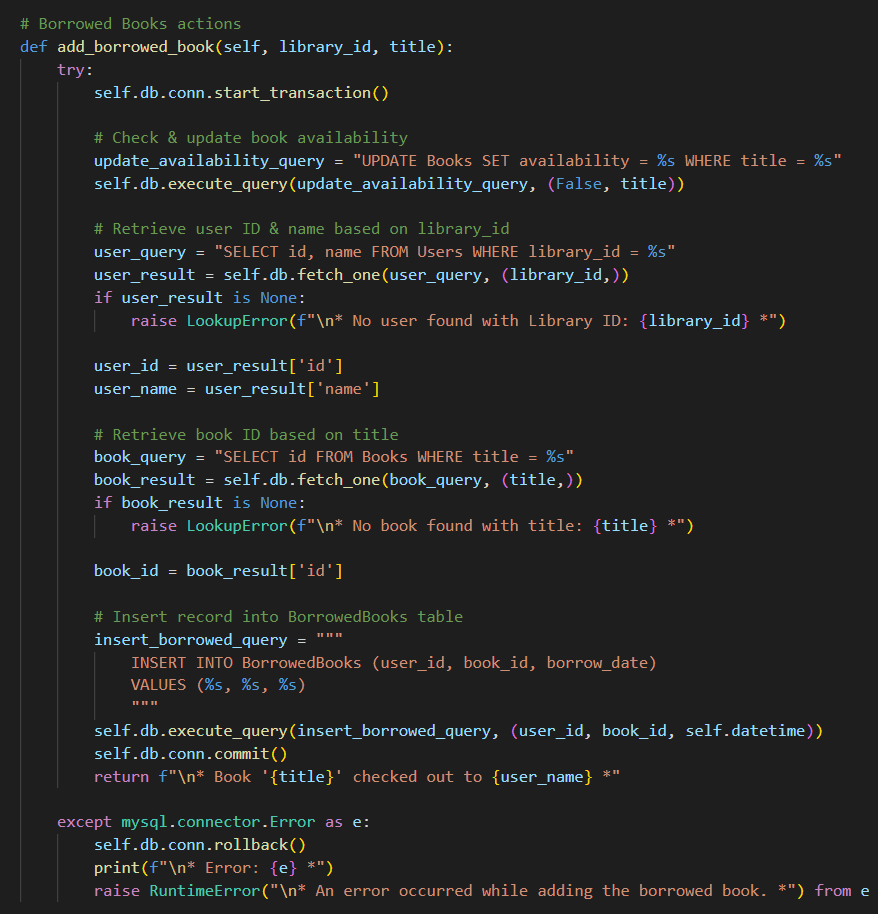 # Borrowed Books actions
def add_borrowed_book(self, library_id, title):
    try:
        self.db.conn.start_transaction()

        # Check & update book availability
        update_availability_query = "UPDATE Books SET availability = %s WHERE title = %s"
        self.db.execute_query(update_availability_query, (False, title))

        # Retrieve user ID & name based on library_id
        user_query = "SELECT id, name FROM Users WHERE library_id = %s"
        user_result = self.db.fetch_one(user_query, (library_id,))
        if user_result is None:
            raise LookupError(f"\n* No user found with Library ID: {library_id} *")

        user_id = user_result['id']
        user_name = user_result['name']

        # Retrieve book ID based on title
        book_query = "SELECT id FROM Books WHERE title = %s"
        book_result = self.db.fetch_one(book_query, (title,))
        if book_result is None:
            raise LookupError(f"\n* No book found with title: {title} *")

        book_id = book_result['id']

        # Insert record into BorrowedBooks table
        insert_borrowed_query = """
            INSERT INTO BorrowedBooks (user_id, book_id, borrow_date)
            VALUES (%s, %s, %s)
            """
        self.db.execute_query(insert_borrowed_query, (user_id, book_id, self.datetime))
        self.db.conn.commit()
        return f"\n* Book '{title}' checked out to {user_name} *"

    except mysql.connector.Error as e:
        self.db.conn.rollback()
        print(f"\n* Error: {e} *")
        raise RuntimeError("\n* An error occurred while adding the borrowed book. *") from e